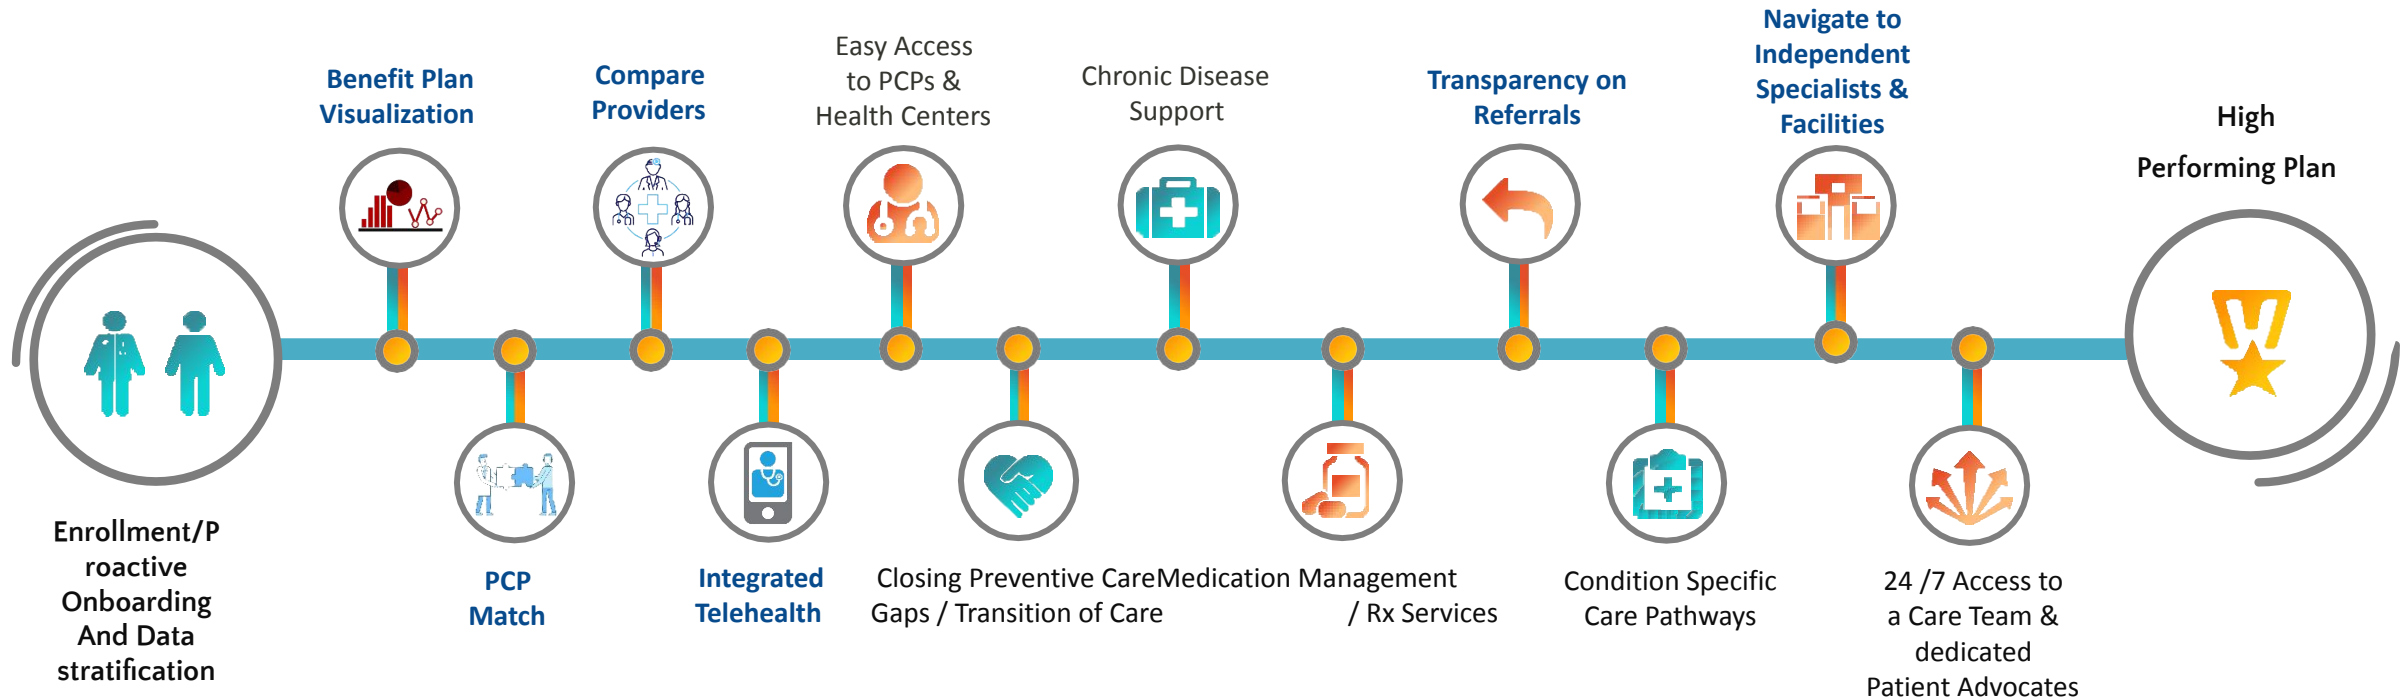 Enrollment/P
roactive
Onboarding
And Data
stratification
Benefit Plan
Visualization
PCP
Match
Compare
Providers
Integrated
Telehealth
Easy Access
to PCPs &
Health Centers
Closing Preventive Care
Gaps / Transition of Care
Chronic Disease
Support
Medication Management
/ Rx Services
Transparency on
Referrals
Condition Specific
Care Pathways
Navigate to
Independent
Specialists &
Facilities
24 /7 Access to
a Care Team &
dedicated
Patient Advocates
High
Performing Plan